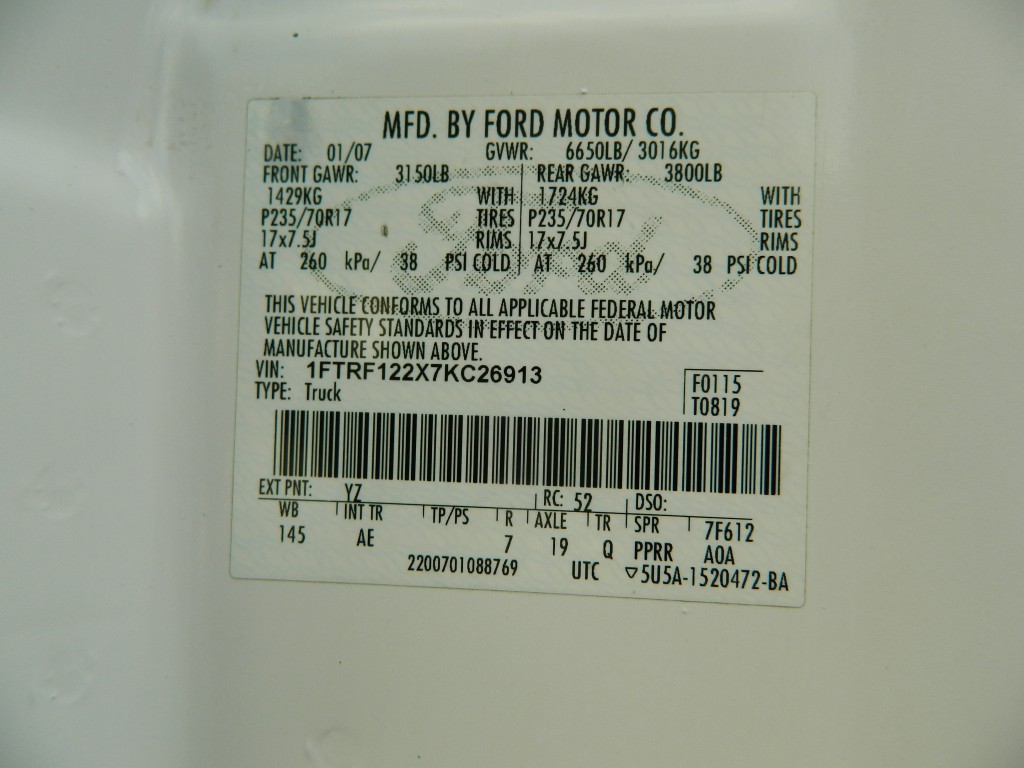 MFD. BY FORD MOTOR CO.
DATE: 01/07 GVWR: 6650LB/ 3016KG
FRONT GAWR: 3150LB REAR GAWR: 3800LB
1429KG WITH 1724KG WITH
P235/70R17 TIRES P235/70R17 TIRES
17x7.5J RIMS 17x7.5J RIMS
AT 260 kPa/ 38 PSI COLD AT 260 kPa/ 38 PSI COLD
Ford
THIS VEHICLE CONFORMS TO ALL APPLICABLE FEDERAL MOTOR
VEHICLE SAFETY STANDARDS IN EFFECT ON THE DATE OF
MANUFACTURE SHOWN ABOVE.
VIN: 1FTRF122X7KC26913
F0115
TYPE: Truck
T0819
EXT PNT: YZ RC: 52 DSO:
WB INT TR TP/PS R AXLE TR SPR 7F612
145 AE 7 19 Q PPRR AOA
2200701088769 UTC ▽5U5A-1520472-BA